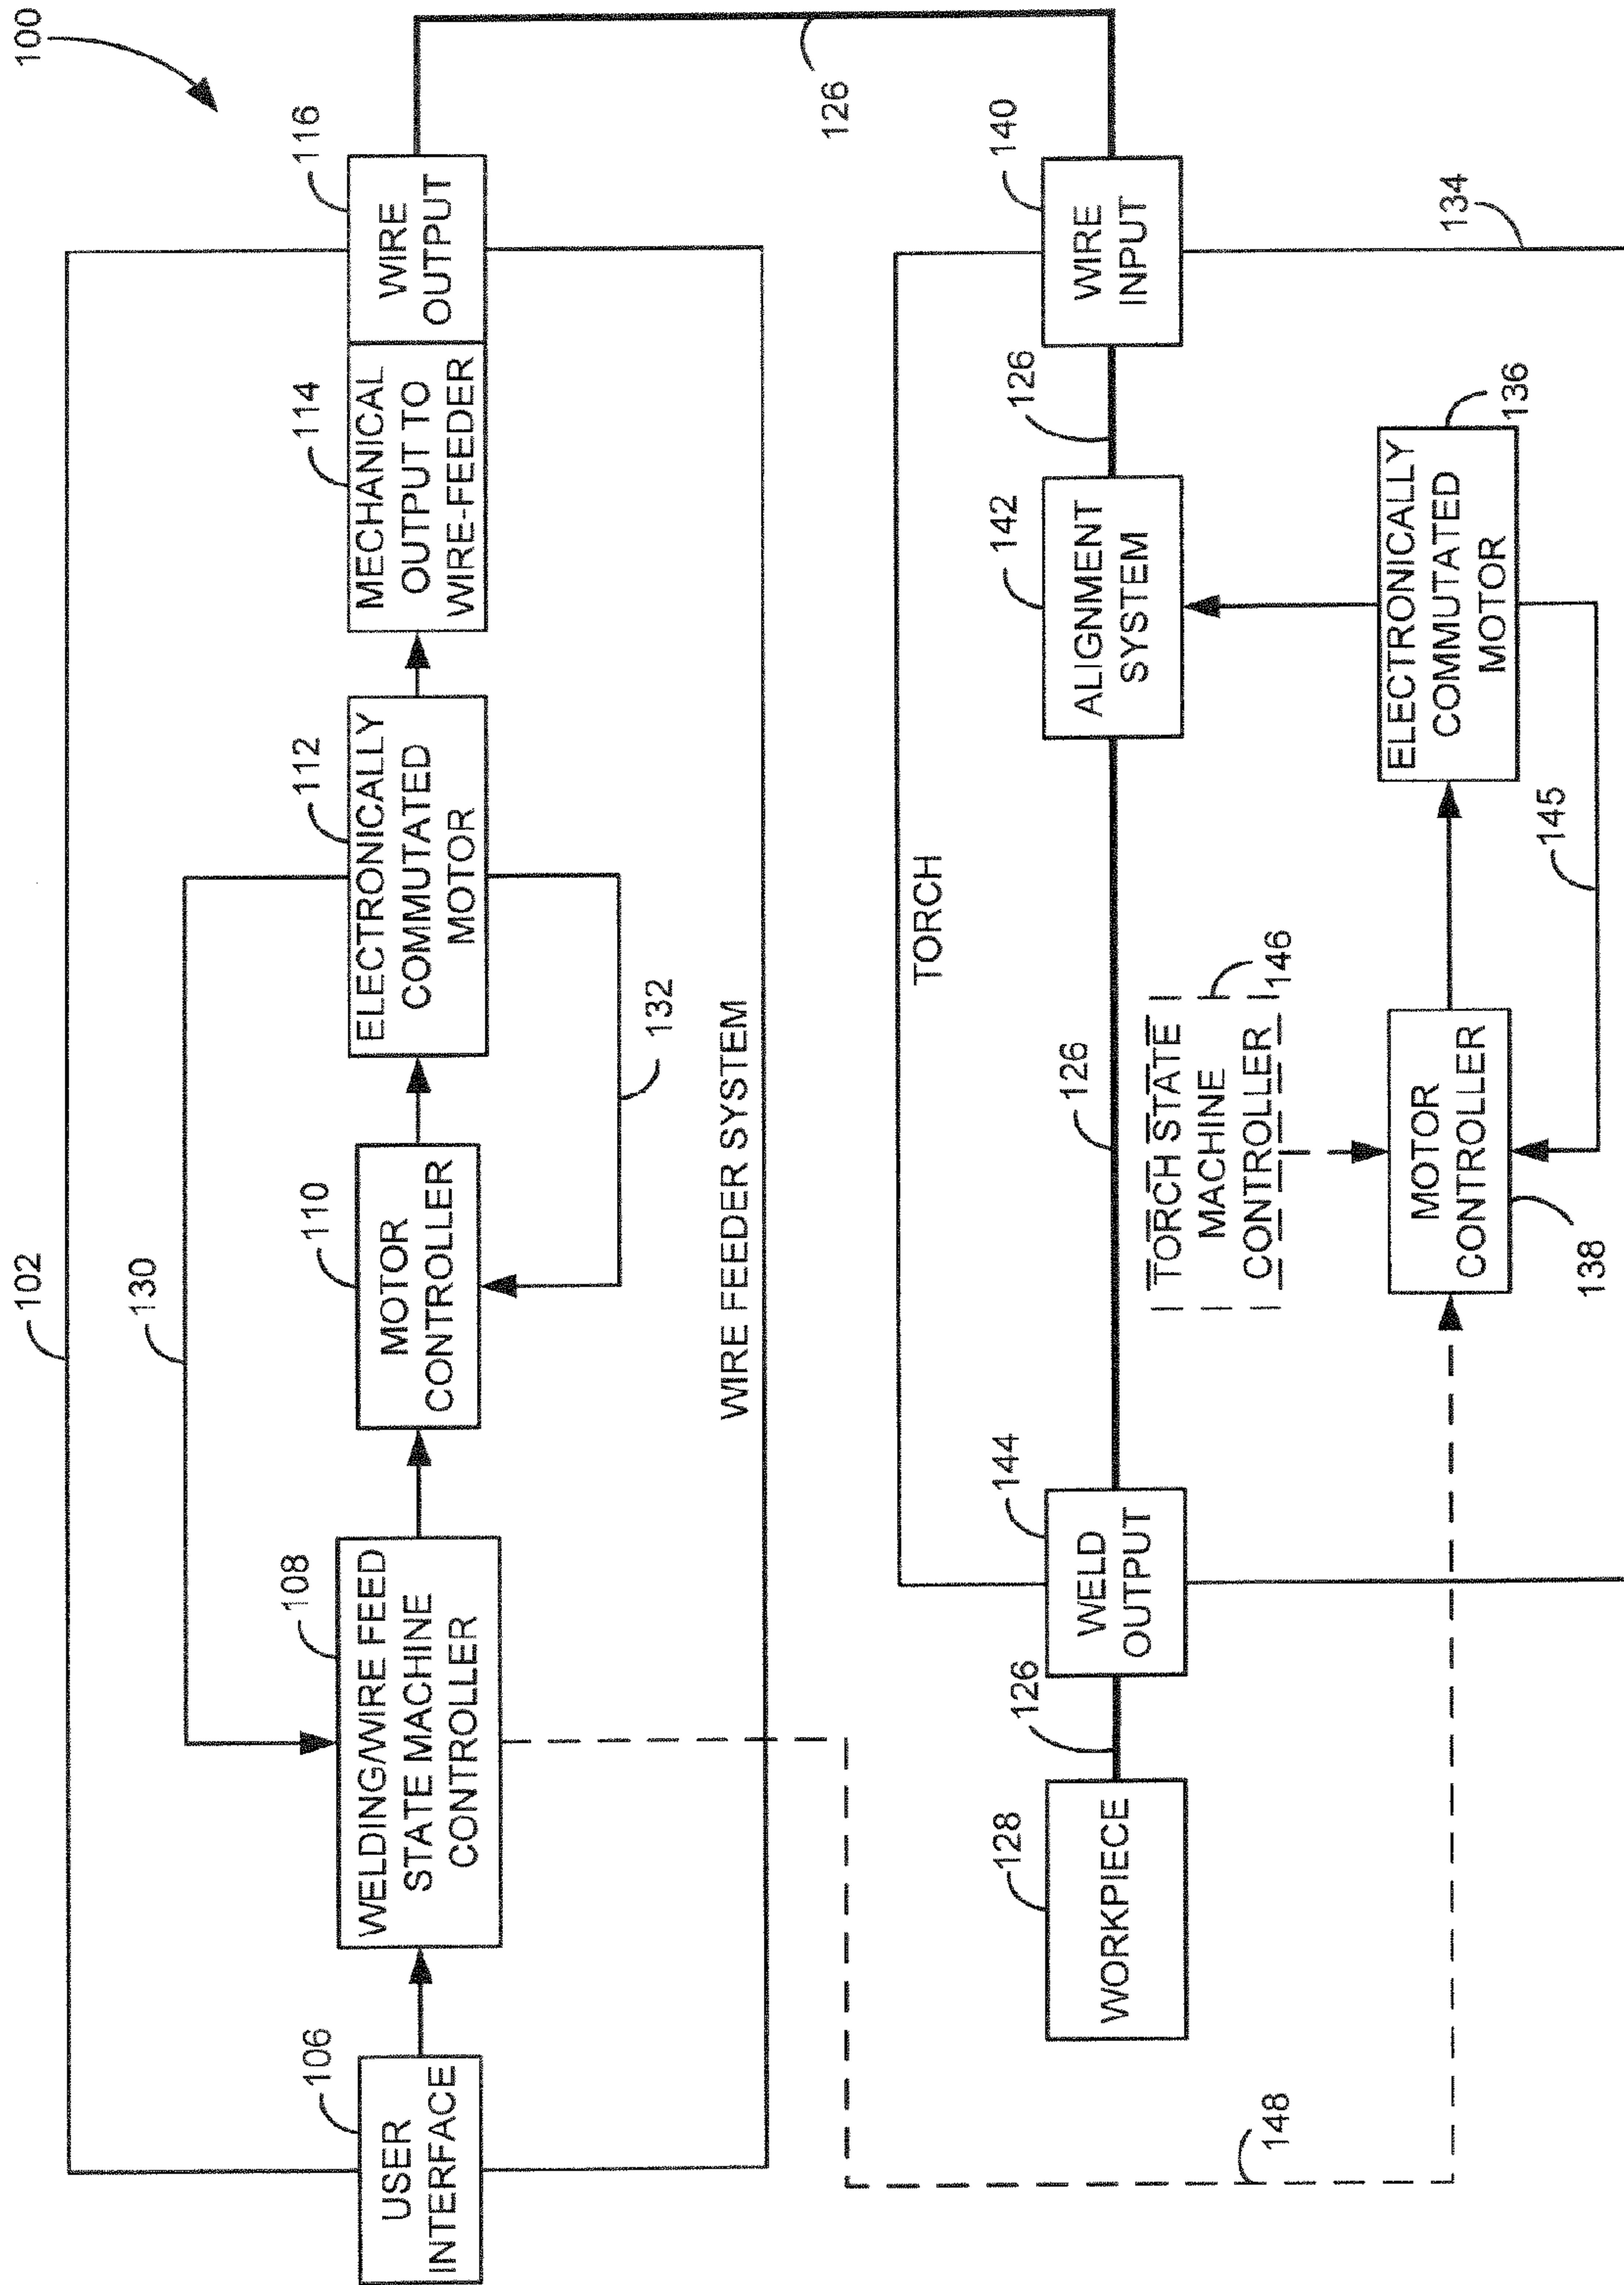 100
102
130
106
USER
INTERFACE
108
WELDING/WIRE FEED
STATE MACHINE
CONTROLLER
110
MOTOR
CONTROLLER
112
ELECTRONICALLY
COMMUTATED
MOTOR
114
MECHANICAL
OUTPUT TO
WIRE-FEEDER
116
WIRE
OUTPUT
132
WIRE FEEDER SYSTEM
126
TORCH
128
WORKPIECE
126
144
WELD
OUTPUT
126
142
ALIGNMENT
SYSTEM
126
140
WIRE
INPUT
TORCH STATE
MACHINE
CONTROLLER
146
148
MOTOR
CONTROLLER
138
ELECTRONICALLY
COMMUTATED
MOTOR
136
145
134